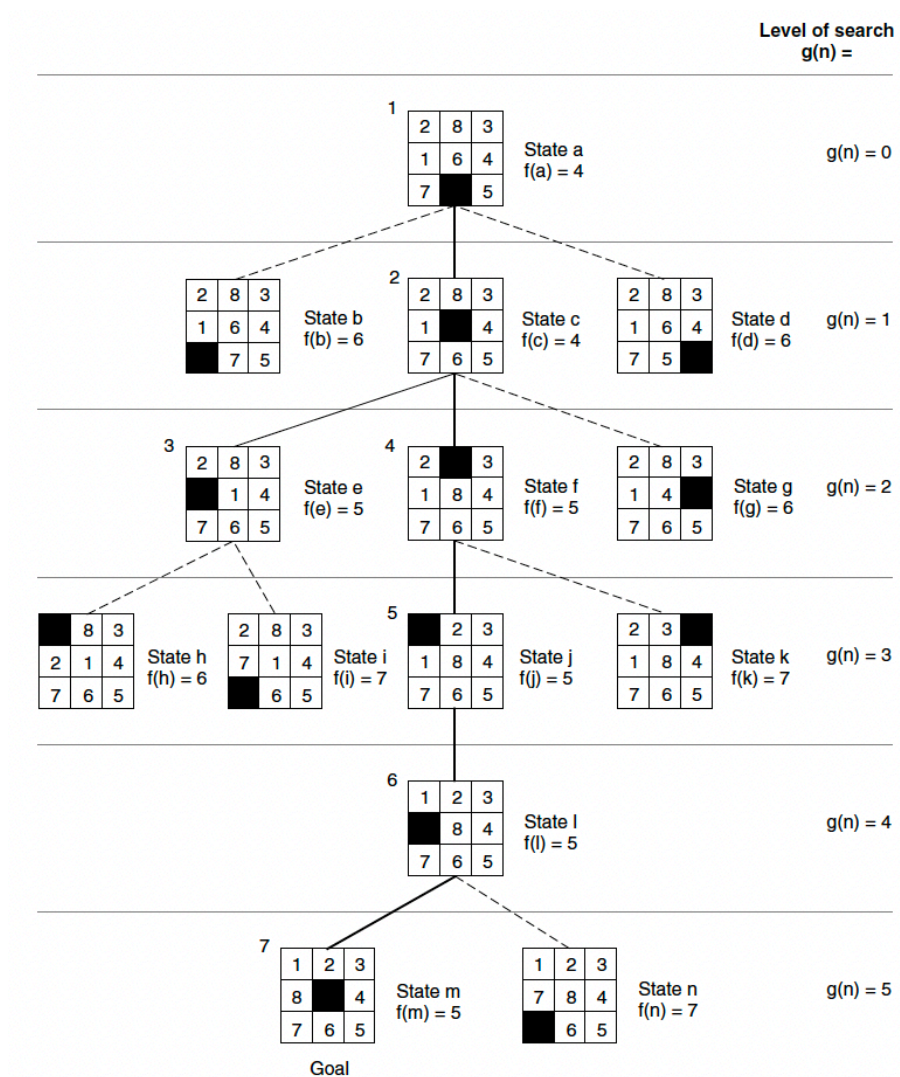 Level of search
g(n) =
1
2 8 3
1 6 4
7 5
State a
f(a) = 4
g(n) = 0
2 8 3
1 6 4
7 5
State b
f(b) = 6
2
2 8 3
1 4
7 6 5
State c
f(c) = 4
2 8 3
1 6 4
7 5
State d
f(d) = 6
g(n) = 1
3
2 8 3
1 4
7 6 5
State e
f(e) = 5
4
2 3
1 8 4
7 6 5
State f
f(f) = 5
2 8 3
1 4
7 6 5
State g
f(g) = 6
g(n) = 2
8 3
2 1 4
7 6 5
State h
f(h) = 6
2 8 3
7 1 4
6 5
State i
f(i) = 7
5
2 3
1 8 4
7 6 5
State j
f(j) = 5
2 3
1 8 4
7 6 5
State k
f(k) = 7
g(n) = 3
6
1 2 3
8 4
7 6 5
State l
f(l) = 5
g(n) = 4
7
1 2 3
8 4
7 6 5
State m
f(m) = 5
Goal
1 2 3
7 8 4
6 5
State n
f(n) = 7
g(n) = 5